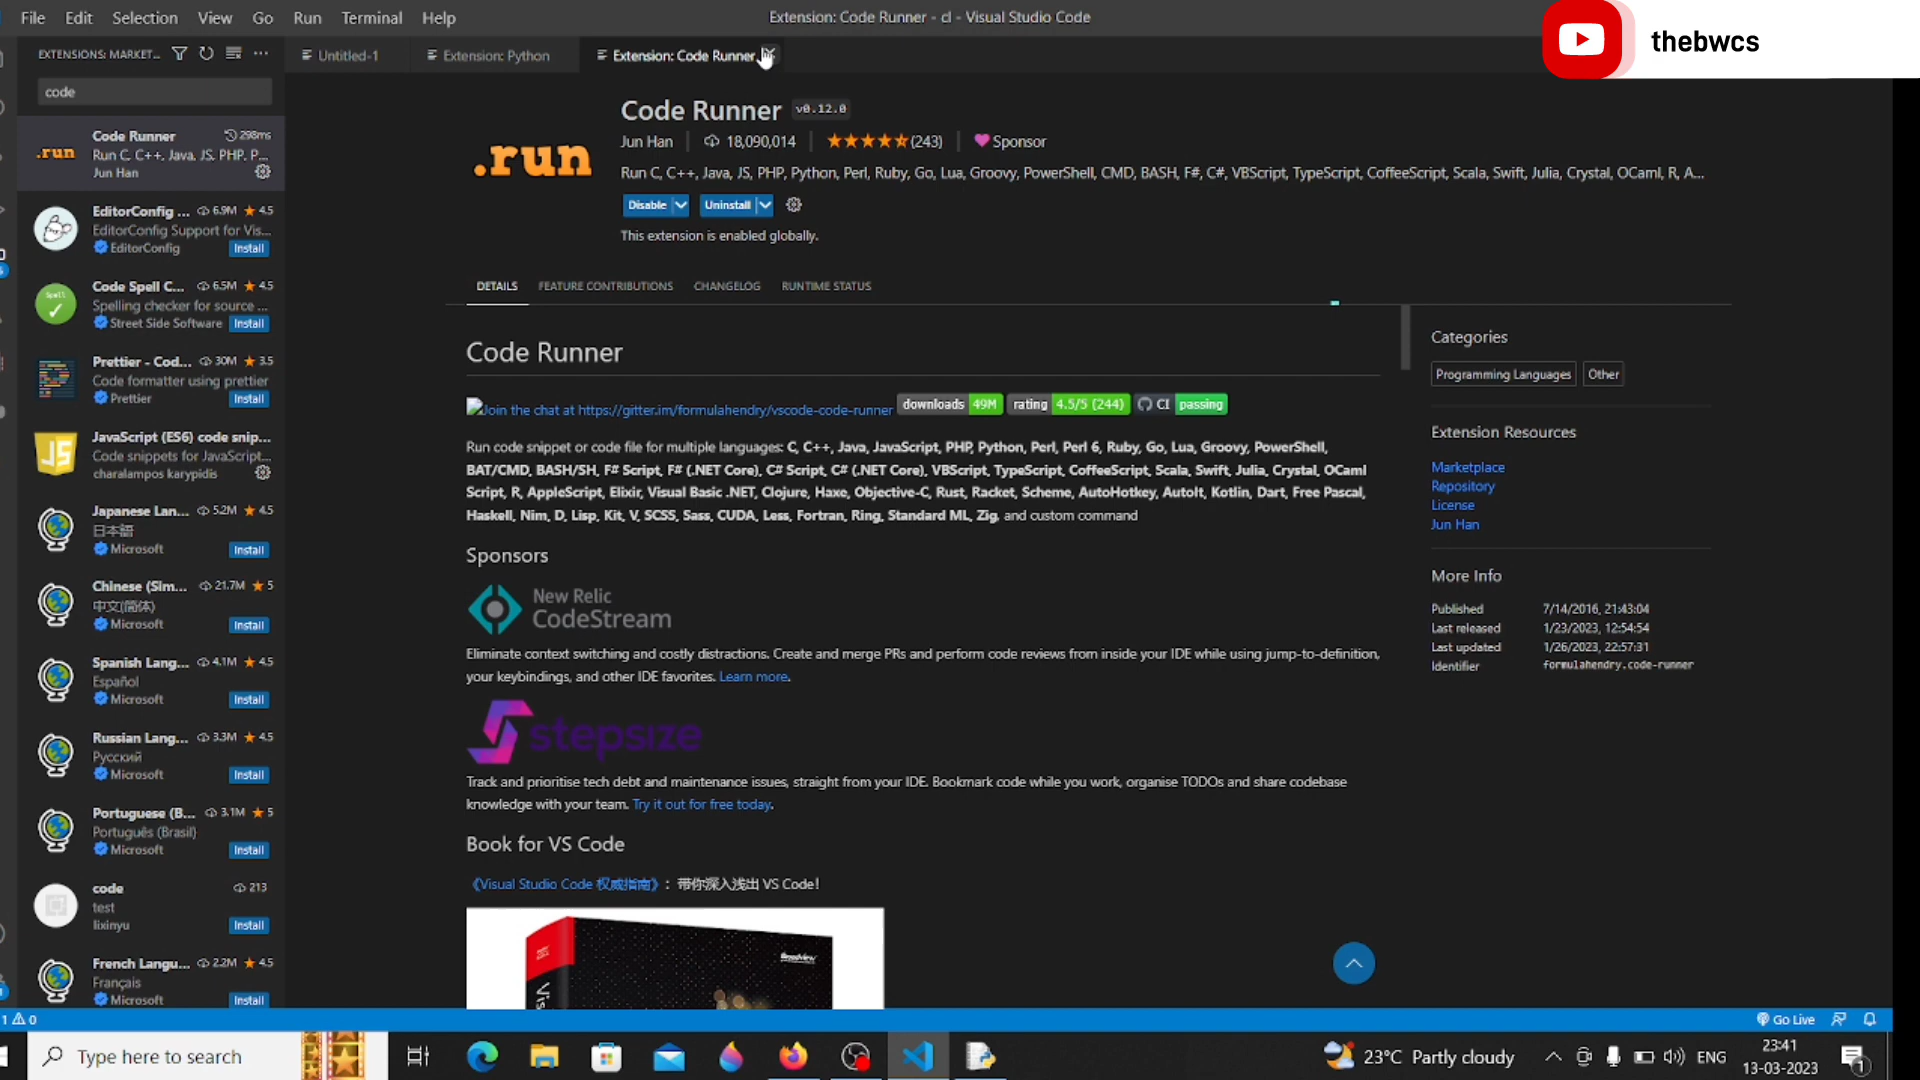 File Edit Selection View Go Run Terminal Help
Extension: Code Runner - cl - Visual Studio Code
thebwcs
EXTENSIONS: MARKET...
Untitled-1
Extension: Python
Extension: Code Runner
code
Code Runner 298ms
Run C, C++, Java, JS, PHP, P...
Jun Han
EditorConfig ... 6.9M 4.5
EditorConfig Support for Vis...
EditorConfig Install
Code Spell C... 6.5M 4.5
Spelling checker for source ...
Street Side Software Install
Prettier - Cod... 30M 3.5
Code formatter using prettier
Prettier Install
JavaScript (ES6) code snip...
Code snippets for JavaScript...
charalampos karypidis
Japanese Lan... 5.2M 4.5
日本語
Microsoft Install
Chinese (Sim... 21.7M 5
中文(简体)
Microsoft Install
Spanish Lang... 4.1M 4.5
Español
Microsoft Install
Russian Lang... 3.3M 4.5
Русский
Microsoft Install
Portuguese (B... 3.1M 5
Português (Brasil)
Microsoft Install
code 213
test
lixinyu
Install
French Langu... 2.2M 4.5
Français
Microsoft Install
.run
.run
Spell
JS
Code Runner v0.12.0
Jun Han 18,090,014 (243) Sponsor
Run C, C++, Java, JS, PHP, Python, Perl, Ruby, Go, Lua, Groovy, PowerShell, CMD, BASH, F#, C#, VBScript, TypeScript, CoffeeScript, Scala, Swift, Julia, Crystal, OCaml, R, A...
Disable Uninstall
This extension is enabled globally.
DETAILS FEATURE CONTRIBUTIONS CHANGELOG RUNTIME STATUS
Code Runner
Join the chat at https://gitter.im/formulahendry/vscode-code-runner downloads 49M rating 4.5/5 (244) CI passing
Run code snippet or code file for multiple languages: C, C++, Java, JavaScript, PHP, Python, Perl, Perl 6, Ruby, Go, Lua, Groovy, PowerShell,
BAT/CMD, BASH/SH, F# Script, F# (.NET Core), C# Script, C# (.NET Core), VBScript, TypeScript, CoffeeScript, Scala, Swift, Julia, Crystal, OCaml
Script, R, AppleScript, Elixir, Visual Basic .NET, Clojure, Haxe, Objective-C, Rust, Racket, Scheme, AutoHotkey, AutoIt, Kotlin, Dart, Free Pascal,
Haskell, Nim, D, Lisp, Kit, V, SCSS, Sass, CUDA, Less, Fortran, Ring, Standard ML, Zig, and custom command
Sponsors
New Relic
CodeStream
Eliminate context switching and costly distractions. Create and merge PRs and perform code reviews from inside your IDE while using jump-to-definition,
your keybindings, and other IDE favorites. Learn more.
stepsize
Track and prioritise tech debt and maintenance issues, straight from your IDE. Bookmark code while you work, organise TODOs and share codebase
knowledge with your team. Try it out for free today.
Book for VS Code
《Visual Studio Code 权威指南》：带你深入浅出 VS Code！
Broadview
Vis
Categories
Programming Languages Other
Extension Resources
Marketplace
Repository
License
Jun Han
More Info
Published 7/14/2016, 21:43:04
Last released 1/23/2023, 12:54:54
Last updated 1/26/2023, 22:57:31
Identifier formulahendry.code-runner
1 0
Go Live
Type here to search
23°C Partly cloudy
ENG
23:41
13-03-2023
1